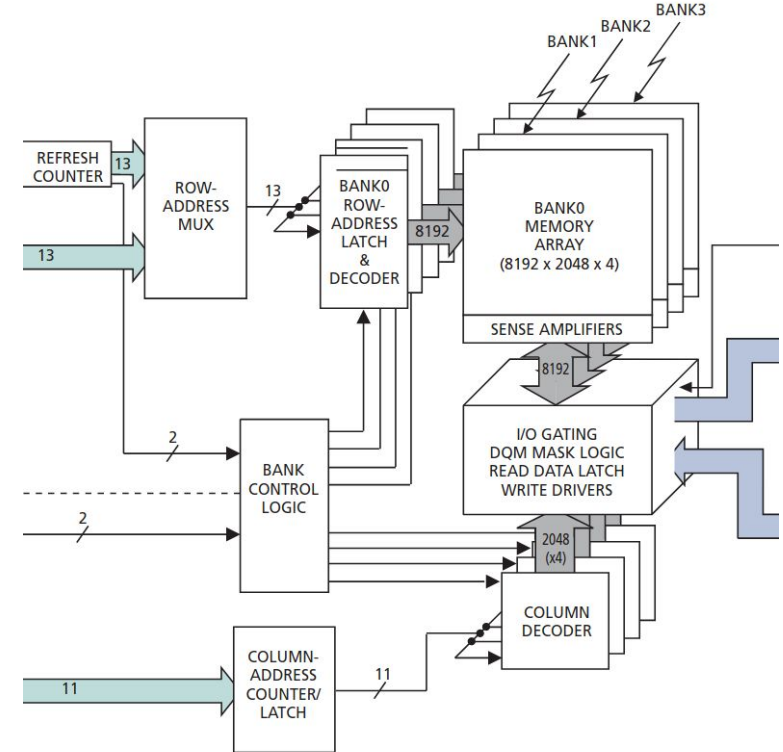 BANK3
BANK2
BANK1
REFRESH
COUNTER
13
ROW-
ADDRESS
MUX
13
BANK0
ROW-
ADDRESS
LATCH
&
DECODER
8192
BANK0
MEMORY
ARRAY
(8192 x 2048 x 4)
13
SENSE AMPLIFIERS
8192
I/O GATING
DQM MASK LOGIC
READ DATA LATCH
WRITE DRIVERS
2
BANK
CONTROL
LOGIC
2
2048
(x4)
COLUMN
DECODER
COLUMN-
ADDRESS
COUNTER/
LATCH
11
11